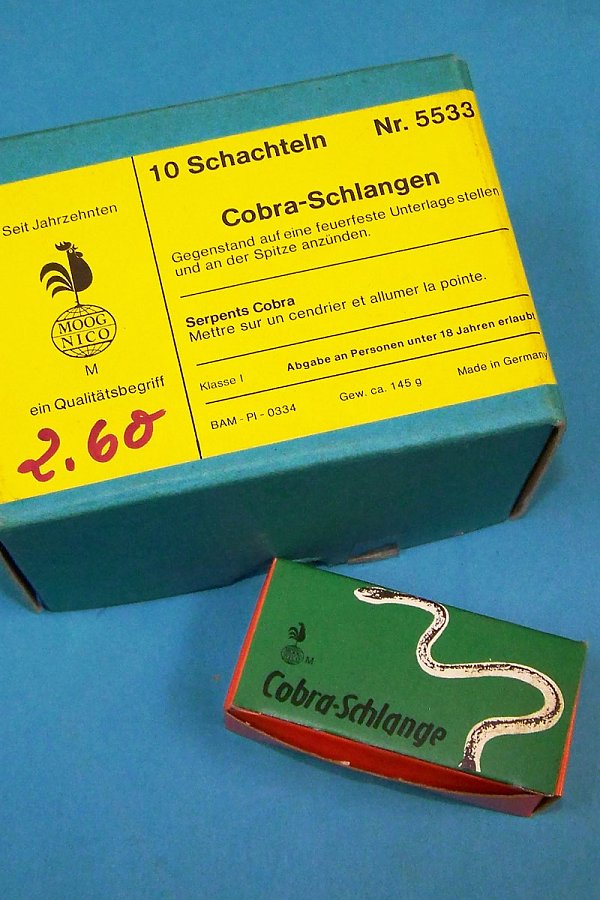 Seit Jahrzehnten
MOOG
NICO
M
ein Qualitätsbegriff
2.60
10 Schachteln
Nr. 5533
Cobra-Schlangen
Gegenstand auf eine feuerfeste Unterlage stellen
und an der Spitze anzünden.
Serpents Cobra
Mettre sur un cendrier et allumer la pointe.
Klasse I
Abgabe an Personen unter 18 Jahren erlaubt
BAM - PI - 0334
Gew. ca. 145 g
Made in Germany
M
Cobra-Schlange